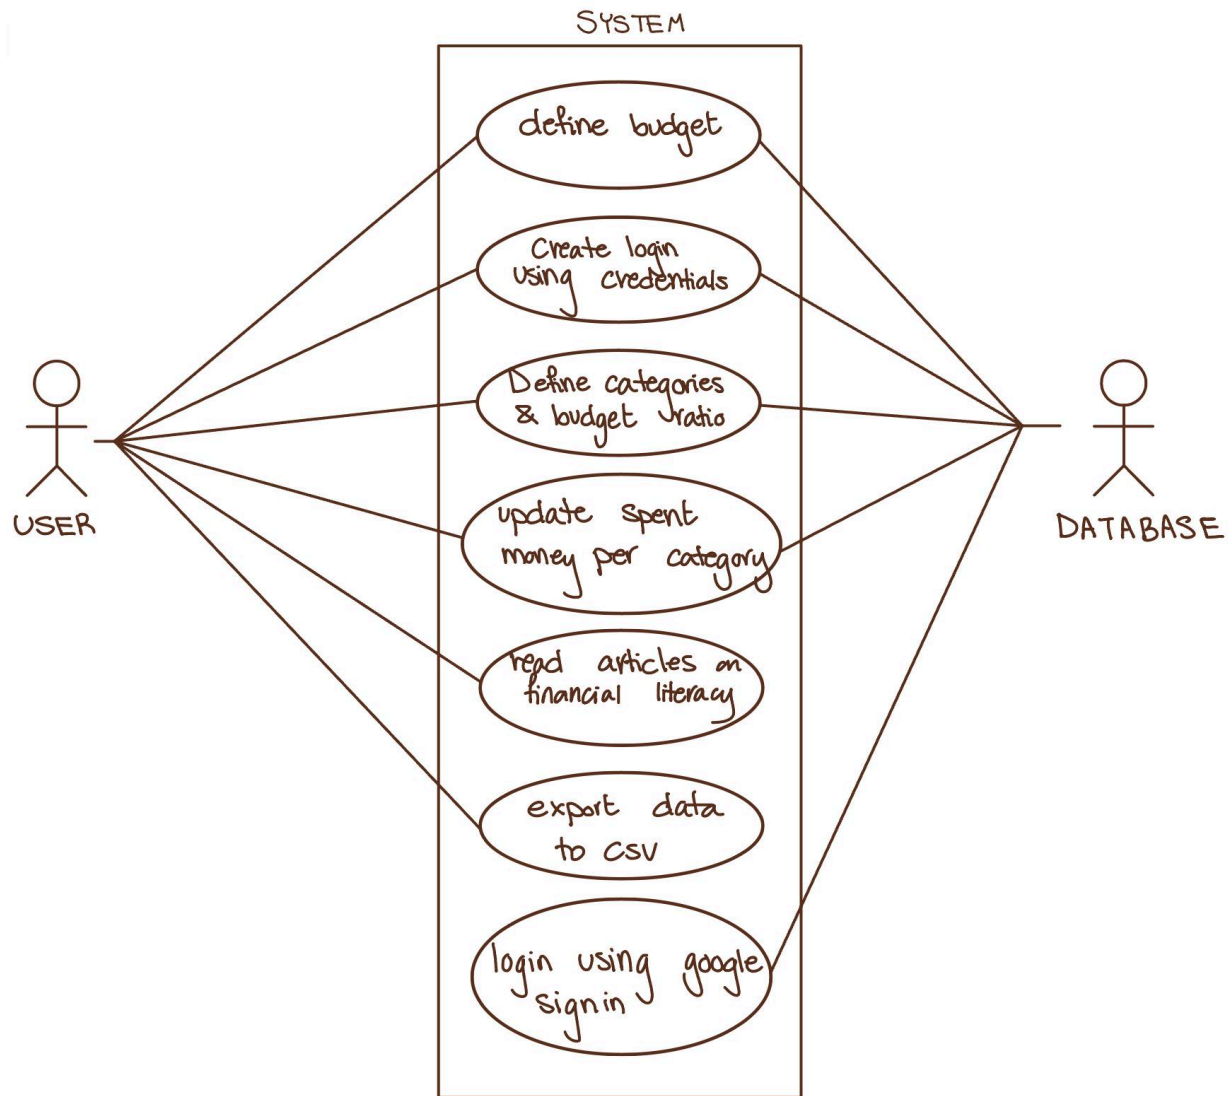 SYSTEM
define budget
Create login
using credentials
Define categories
& budget ratio
USER
DATABASE
update spent
money per category
read articles on
financial literacy
export data
to CSV
login using google
signin